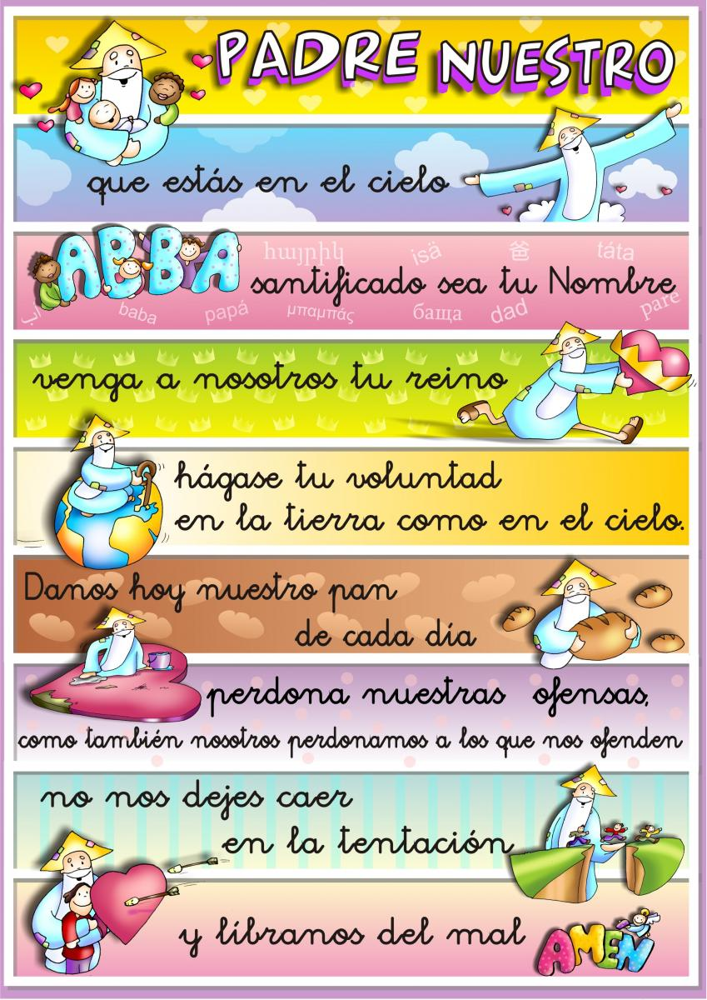 PADRE NUESTRO
que estás en el cielo
ABBA
հայրիկ isä 爸 táta
santificado sea tu Nombre
أب baba papá μπαμπάς баща dad pare
venga a nosotros tu reino
hágase tu voluntad
en la tierra como en el cielo.
Danos hoy nuestro pan
de cada día
perdona nuestras ofensas,
como también nosotros perdonamos a los que nos ofenden
no nos dejes caer
en la tentación
y líbranos del mal
AMEN